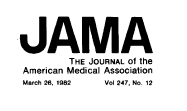 JAMA
THE JOURNAL of the
American Medical Association
March 26, 1982 Vol 247, No. 12